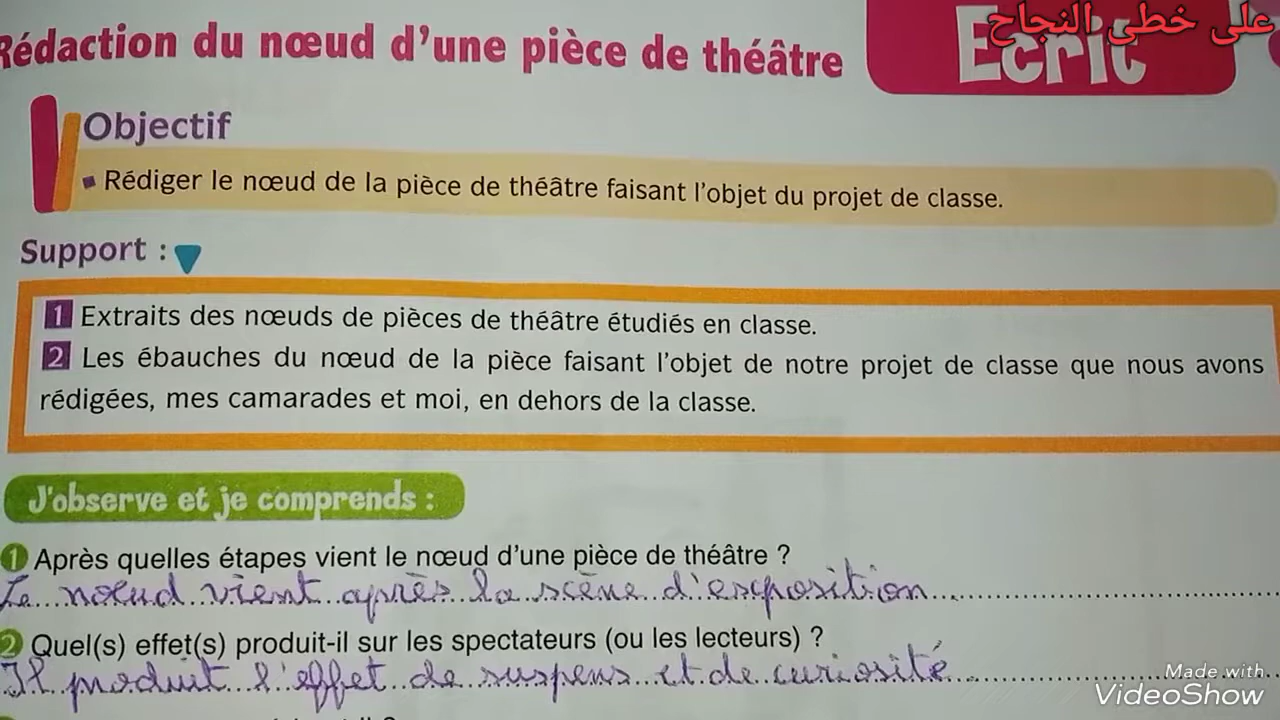 على خطى النجاح
Rédaction du nœud d'une pièce de théâtre
Ecrit
Objectif
▪ Rédiger le nœud de la pièce de théâtre faisant l'objet du projet de classe.
Support :
1 Extraits des nœuds de pièces de théâtre étudiés en classe.
2 Les ébauches du nœud de la pièce faisant l'objet de notre projet de classe que nous avons
rédigées, mes camarades et moi, en dehors de la classe.
J'observe et je comprends :
1 Après quelles étapes vient le nœud d'une pièce de théâtre ?
Le nœud vient après la scène d'exposition
2 Quel(s) effet(s) produit-il sur les spectateurs (ou les lecteurs) ?
Il produit l'effet de suspens et de curiosité
Made with
VideoShow